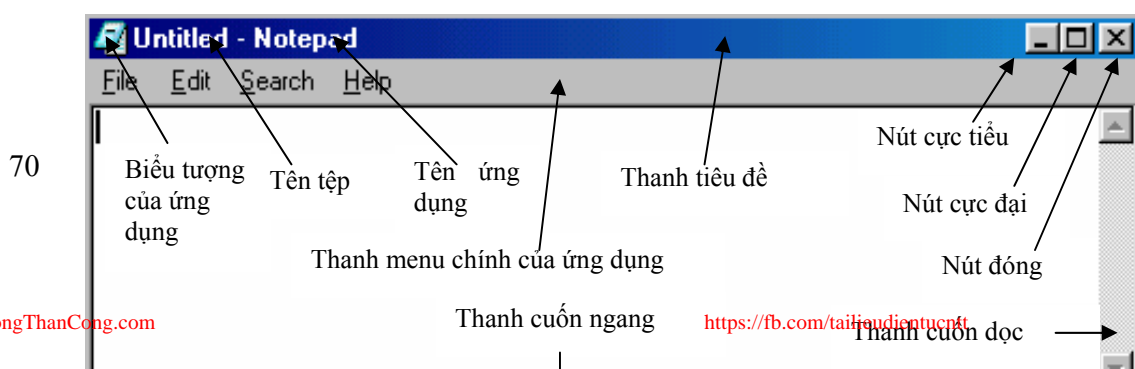 Untitled - Notepad
File Edit Search Help
Nút cực tiểu
70
Biểu tượng của ứng dụng
Tên tệp
Tên ứng dụng
Thanh tiêu đề
Nút cực đại
Thanh menu chính của ứng dụng
Nút đóng
ongThanCong.com
Thanh cuốn ngang
https://fb.com/tailieudientucntt
Thanh cuốn dọc